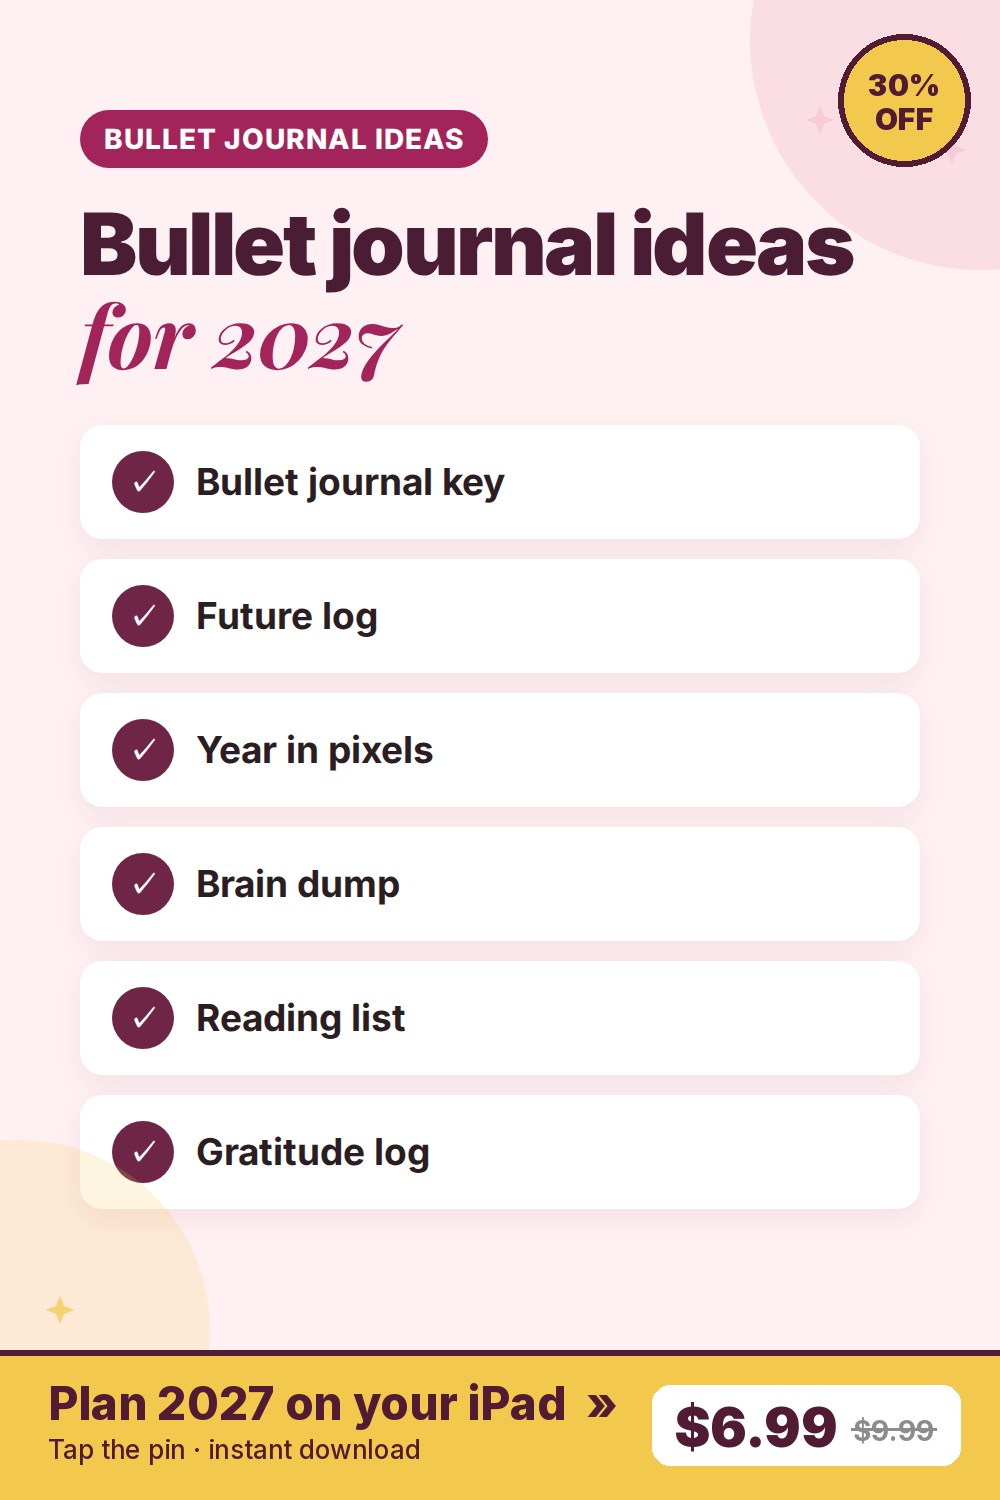 30%
OFF
BULLET JOURNAL IDEAS
Bullet journal ideas
for 2027
✓ Bullet journal key
✓ Future log
✓ Year in pixels
✓ Brain dump
✓ Reading list
✓ Gratitude log
Plan 2027 on your iPad »
Tap the pin · instant download
$6.99 $9.99